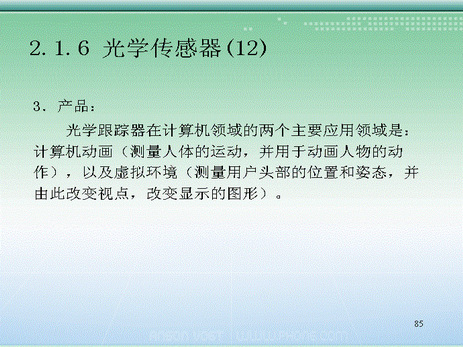 2.1.6 光学传感器(12)
3．产品：
光学跟踪器在计算机领域的两个主要应用领域是：
计算机动画（测量人体的运动，并用于动画人物的动
作），以及虚拟环境（测量用户头部的位置和姿态，并
由此改变视点，改变显示的图形）。
85